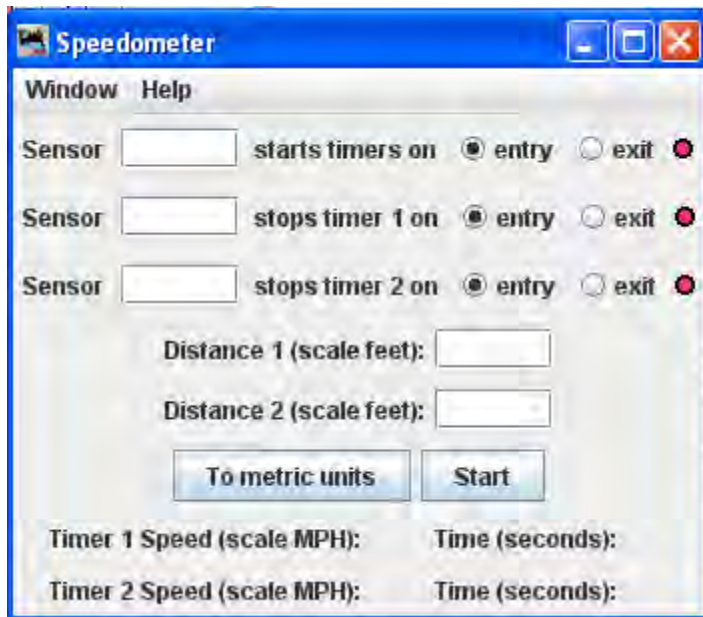 Speedometer
Window Help
Sensor starts timers on entry exit
Sensor stops timer 1 on entry exit
Sensor stops timer 2 on entry exit
Distance 1 (scale feet):
Distance 2 (scale feet):
To metric units Start
Timer 1 Speed (scale MPH): Time (seconds):
Timer 2 Speed (scale MPH): Time (seconds):